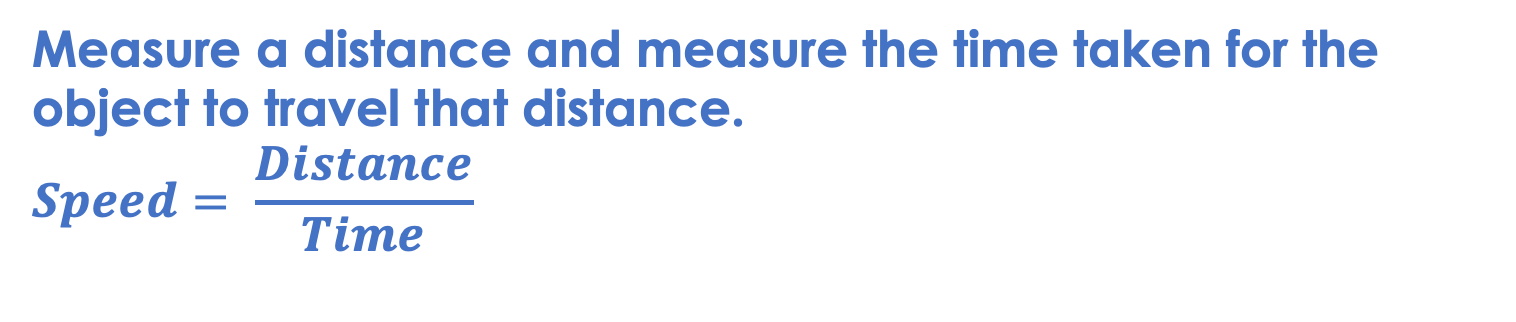 Measure a distance and measure the time taken for the
object to travel that distance.
Speed = Distance / Time